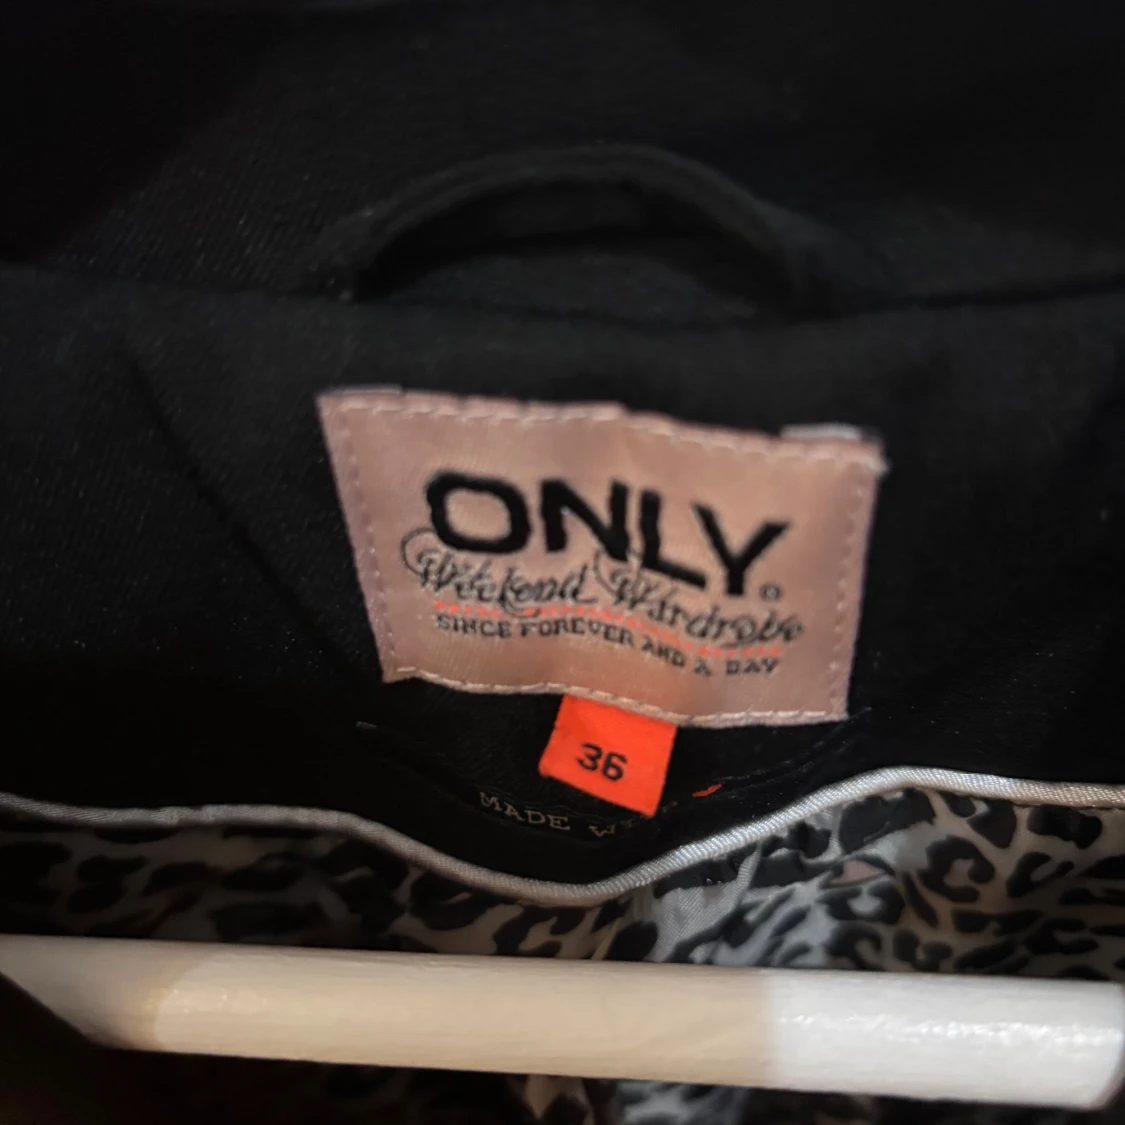 ONLY®
Weekend Wardrobe
SINCE FOREVER AND A DAY
36
MADE